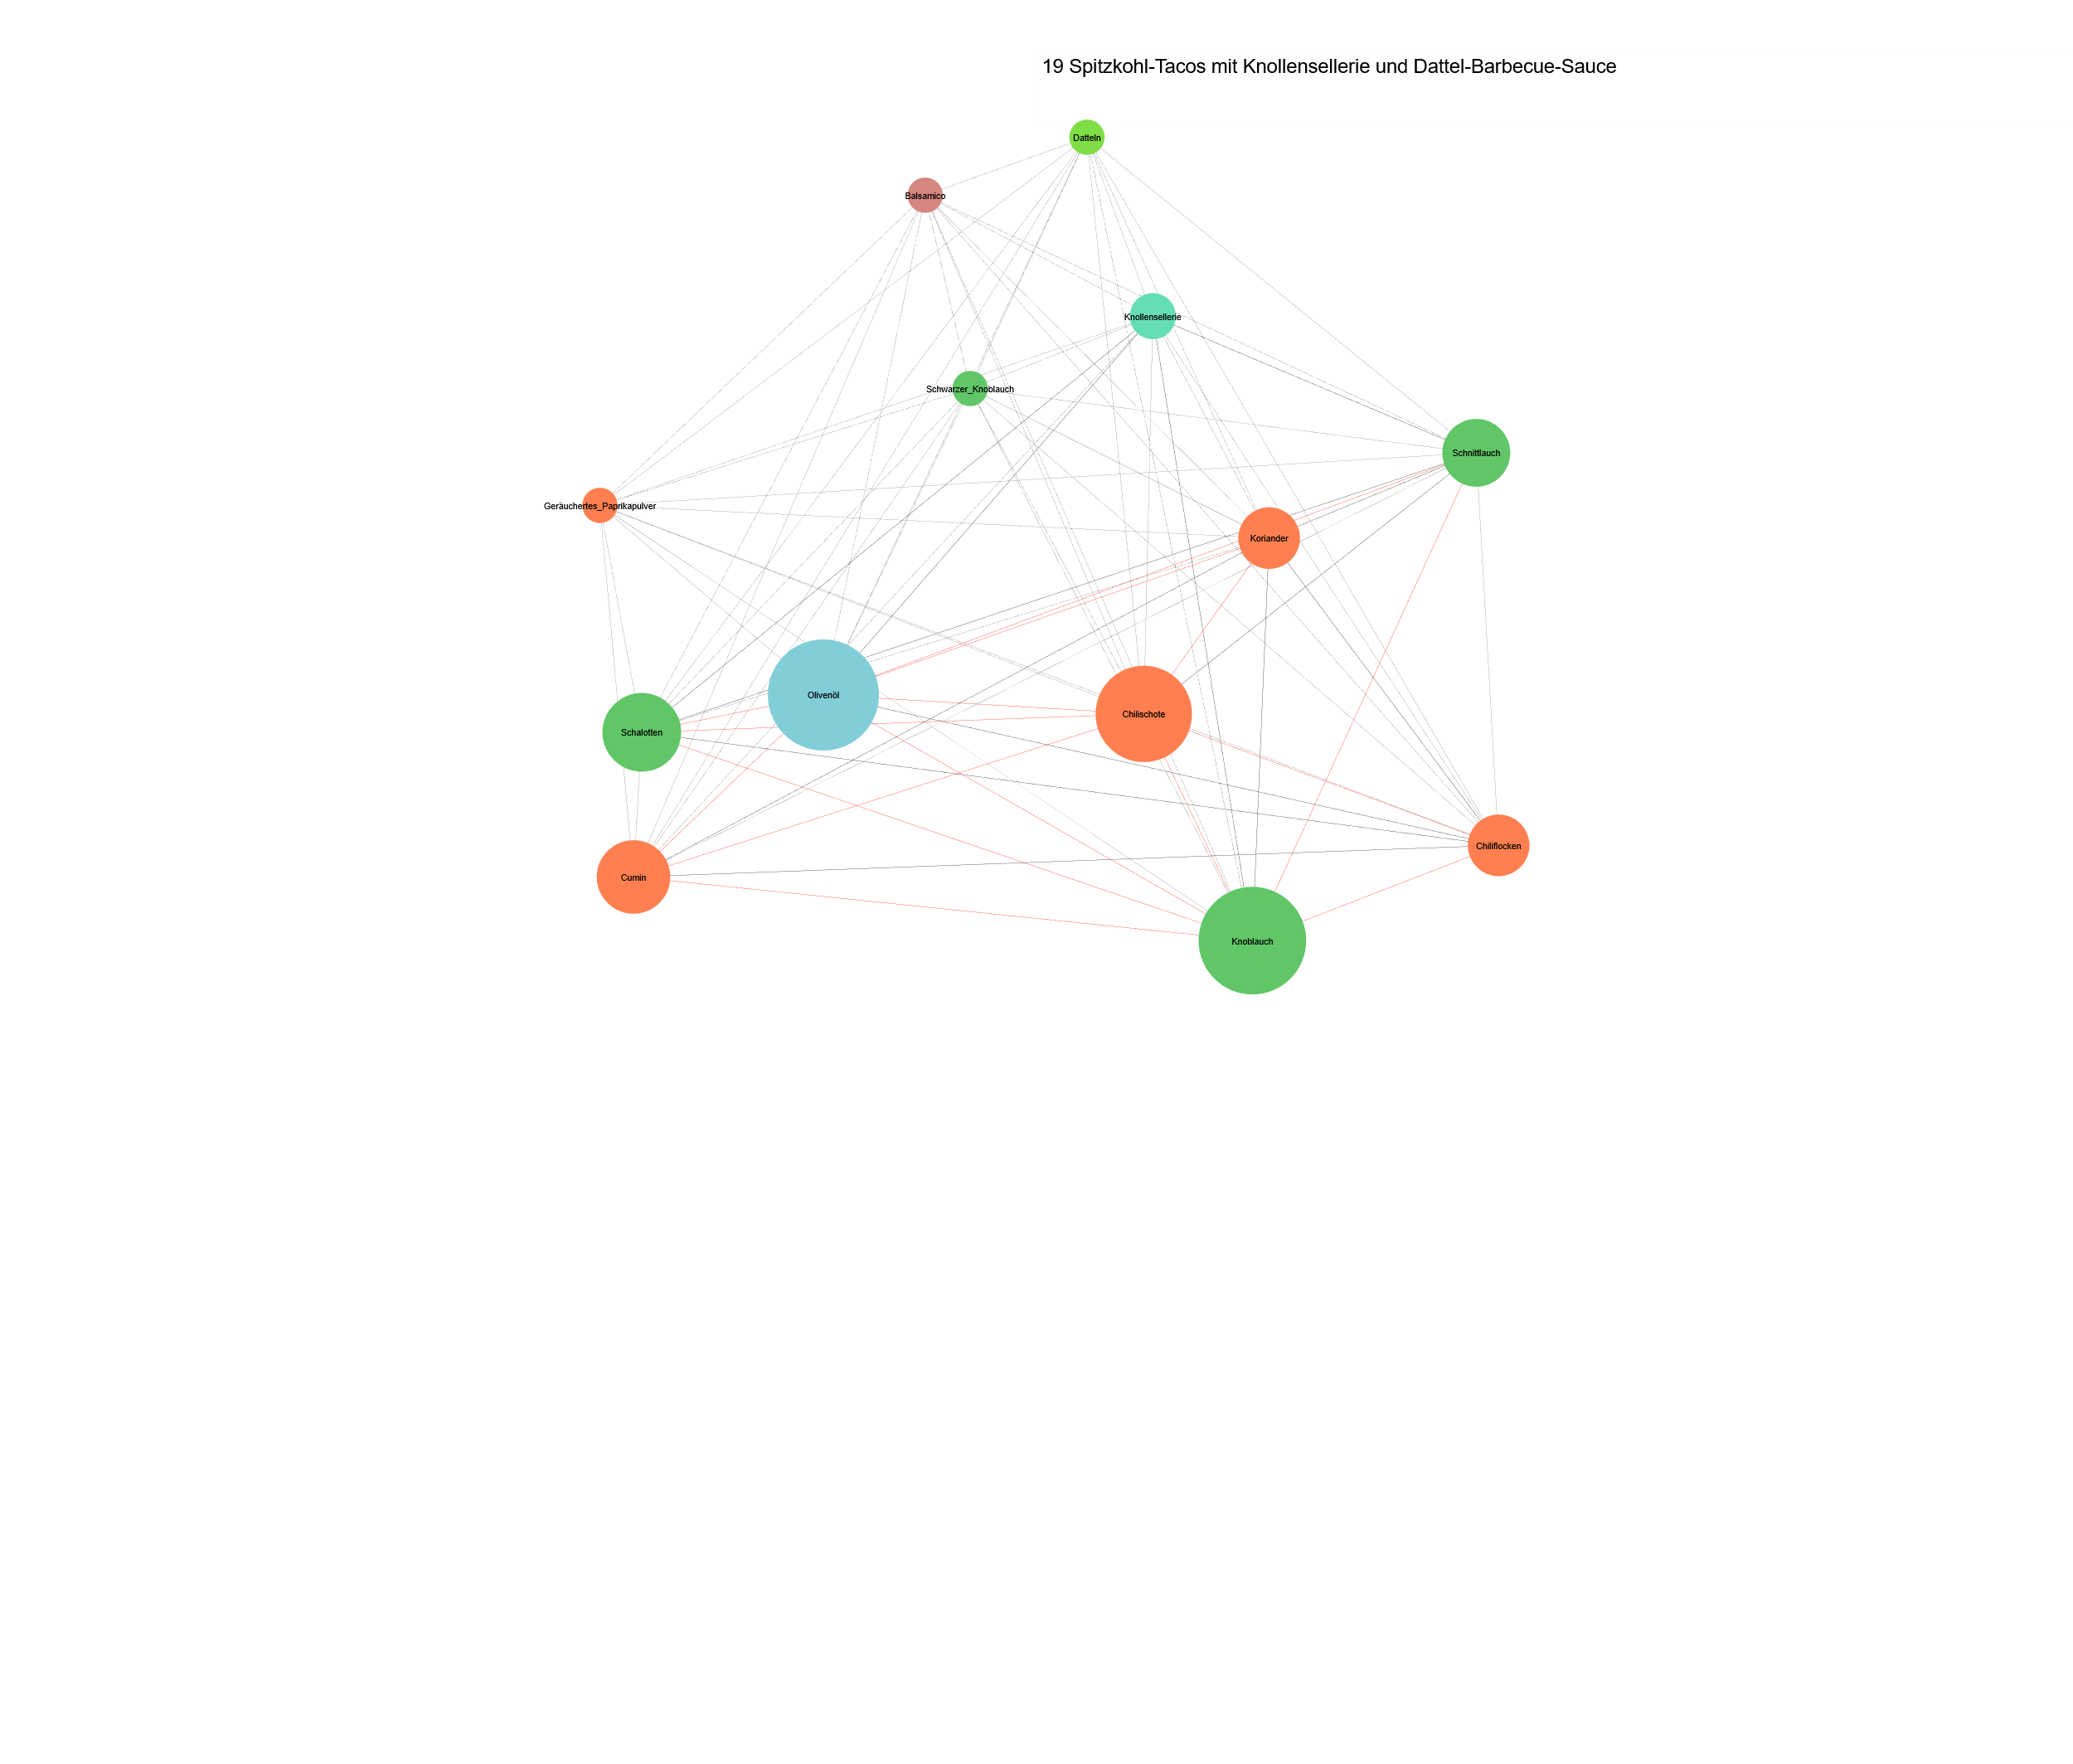 19 Spitzkohl-Tacos mit Knollensellerie und Dattel-Barbecue-Sauce
Datteln
Balsamico
Knollensellerie
Schwarzer_Knoblauch
Schnittlauch
Geräuchertes_Paprikapulver
Koriander
Olivenöl
Chilischote
Schalotten
Chiliflocken
Cumin
Knoblauch